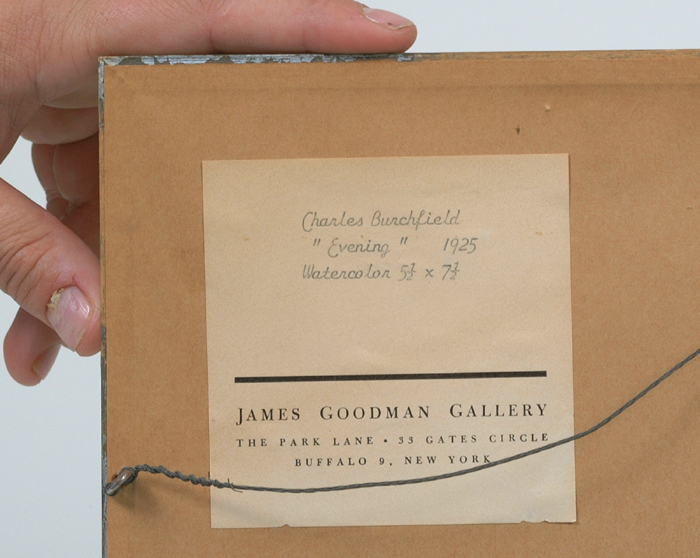 Charles Burchfield
" Evening " 1925
Watercolor 5½ x 7½
JAMES GOODMAN GALLERY
THE PARK LANE • 33 GATES CIRCLE
BUFFALO 9, NEW YORK